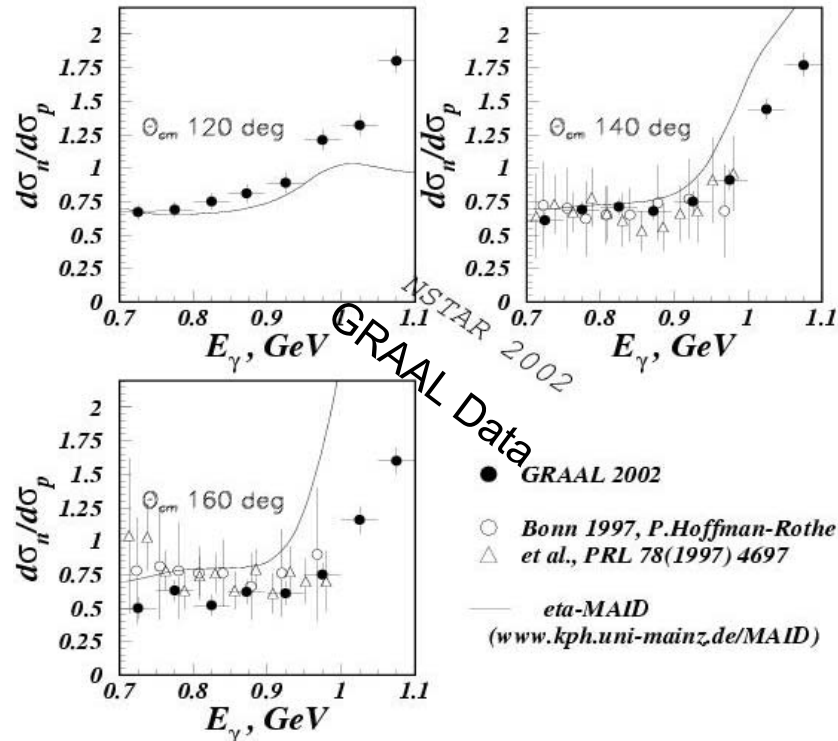 dσn/dσp
2
1.75
1.5
1.25
1
0.75
0.5
0.25
0
Θcm 120 deg
0.7
0.8
0.9
1
1.1
Eγ, GeV
dσn/dσp
2
1.75
1.5
1.25
1
0.75
0.5
0.25
0
Θcm 140 deg
0.7
0.8
0.9
1
1.1
Eγ, GeV
NSTAR 2002
GRAAL Data
dσn/dσp
2
1.75
1.5
1.25
1
0.75
0.5
0.25
0
Θcm 160 deg
0.7
0.8
0.9
1
1.1
Eγ, GeV
GRAAL 2002
Bonn 1997, P.Hoffman-Rothe
et al., PRL 78(1997) 4697
eta-MAID
(www.kph.uni-mainz.de/MAID)